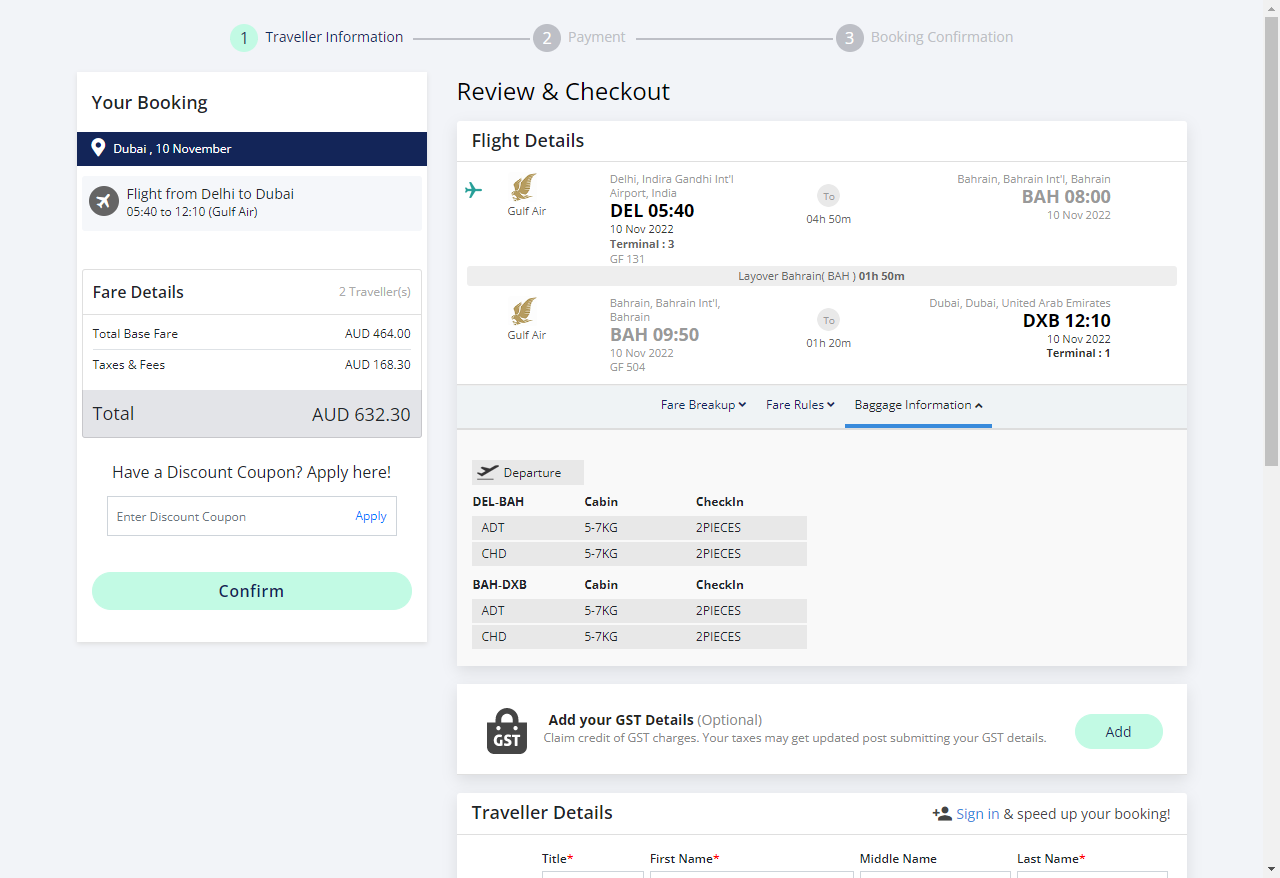 1 Traveller Information 2 Payment 3 Booking Confirmation
Your Booking
Dubai , 10 November
Flight from Delhi to Dubai
05:40 to 12:10 (Gulf Air)
Fare Details 2 Traveller(s)
Total Base Fare AUD 464.00
Taxes & Fees AUD 168.30
Total AUD 632.30
Have a Discount Coupon? Apply here!
Enter Discount Coupon Apply
Confirm
Review & Checkout
Flight Details
Gulf Air
Delhi, Indira Gandhi Int'l
Airport, India
DEL 05:40
10 Nov 2022
Terminal : 3
GF 131
To
04h 50m
Bahrain, Bahrain Int'l, Bahrain
BAH 08:00
10 Nov 2022
Layover Bahrain( BAH ) 01h 50m
Gulf Air
Bahrain, Bahrain Int'l,
Bahrain
BAH 09:50
10 Nov 2022
GF 504
To
01h 20m
Dubai, Dubai, United Arab Emirates
DXB 12:10
10 Nov 2022
Terminal : 1
Fare Breakup Fare Rules Baggage Information
Departure
DEL-BAH Cabin CheckIn
ADT 5-7KG 2PIECES
CHD 5-7KG 2PIECES
BAH-DXB Cabin CheckIn
ADT 5-7KG 2PIECES
CHD 5-7KG 2PIECES
GST
Add your GST Details (Optional)
Claim credit of GST charges. Your taxes may get updated post submitting your GST details.
Add
Traveller Details Sign in & speed up your booking!
Title* First Name* Middle Name Last Name*